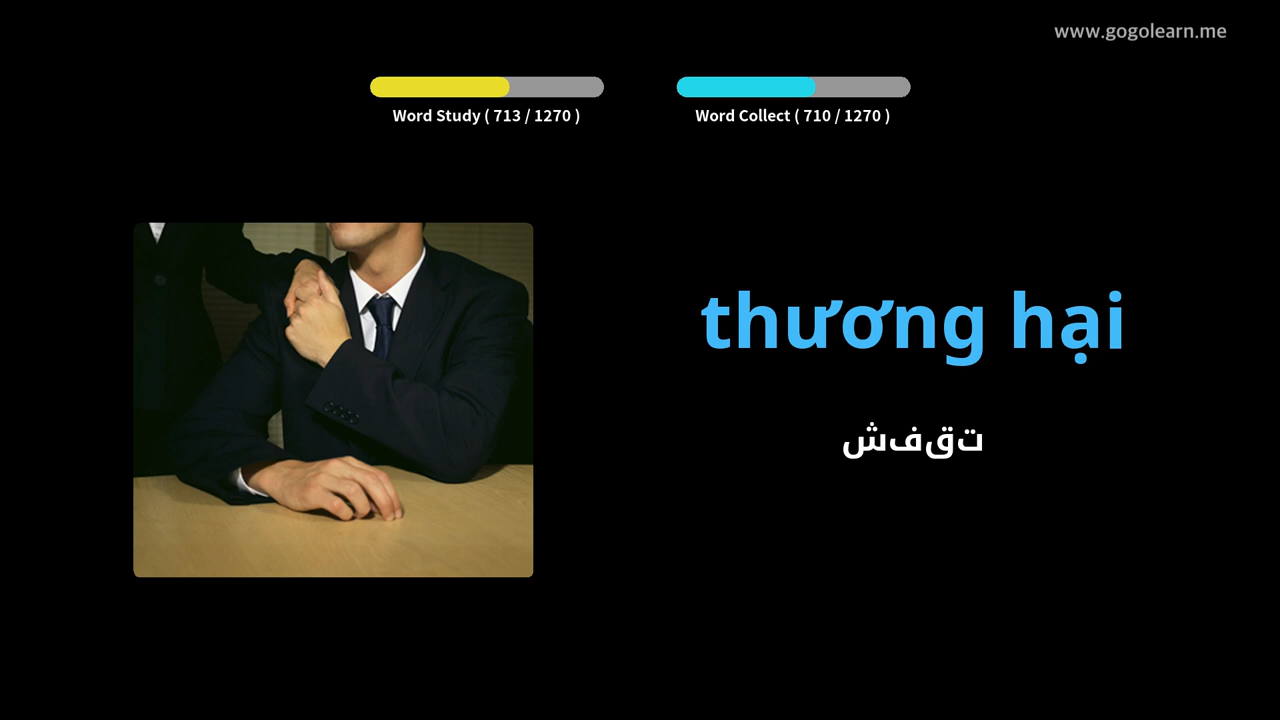 www.gogolearn.me
Word Study ( 713 / 1270 )
Word Collect ( 710 / 1270 )
thương hại
تقفش